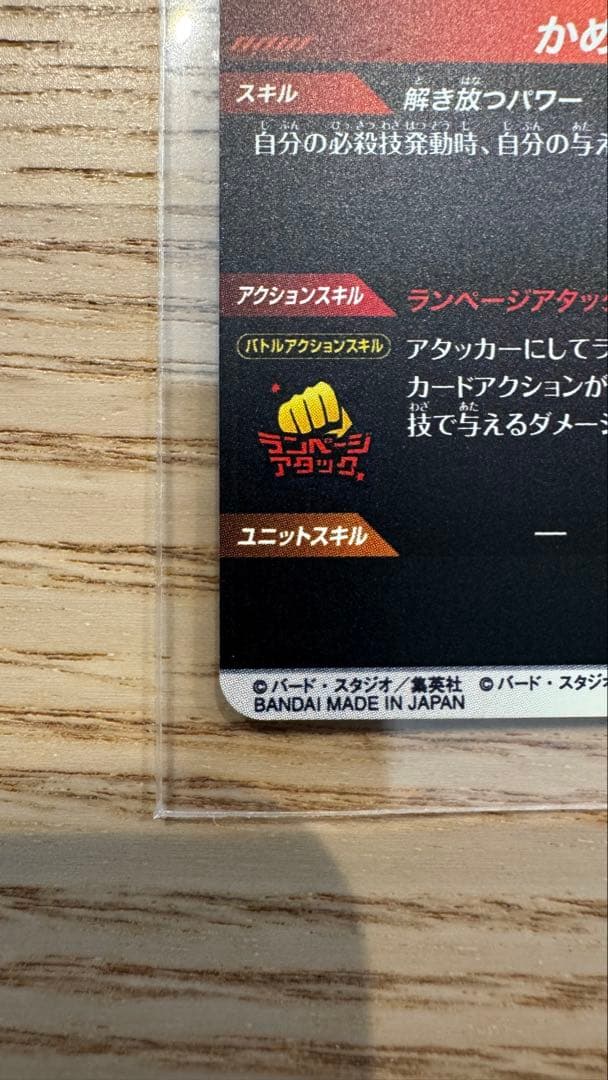 かめ
スキル
解き放つパワー
自分の必殺技発動時、自分の与え
アクションスキル
ランページアタック
バトルアクションスキル
アタッカーにしてラ
カードアクションが
技で与えるダメージ
ランページ
アタック
ユニットスキル
—
©バード・スタジオ/集英社 ©バード・スタジオ
BANDAI MADE IN JAPAN